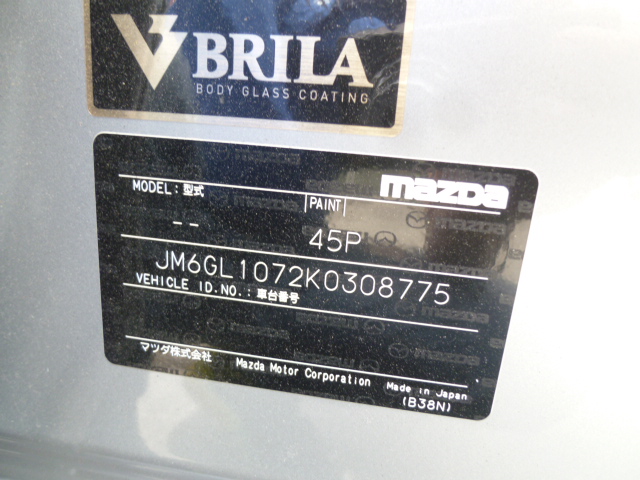 BRILA
BODY GLASS COATING
mazda
MODEL:型式
PAINT
--
45P
JM6GL1072K0308775
VEHICLE ID.NO.:車台番号
マツダ株式会社
Mazda Motor Corporation
Made in Japan
(B38N)